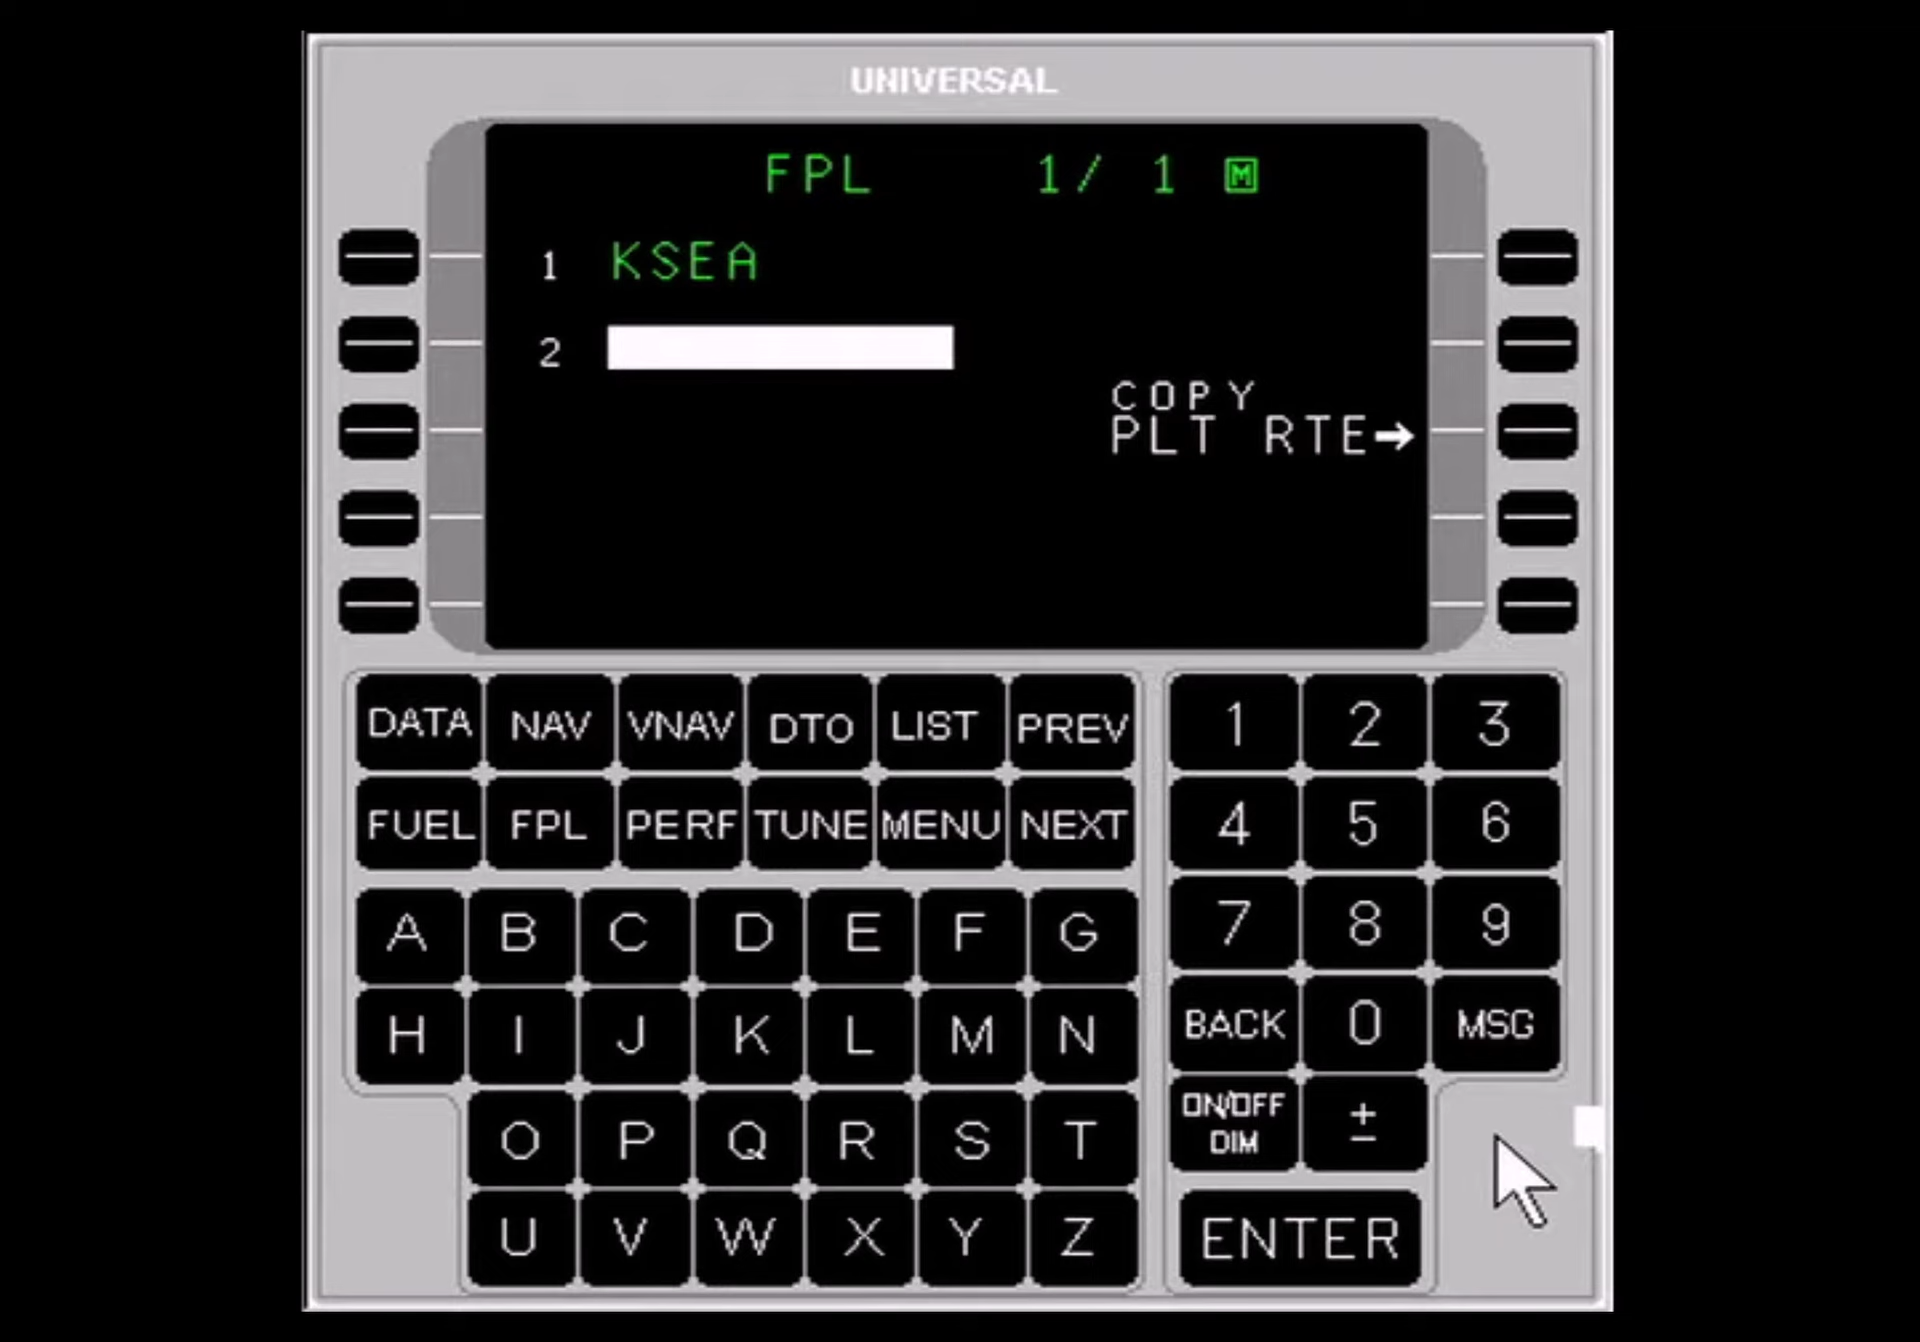 UNIVERSAL
FPL 1/ 1 M
1 KSEA
2
COPY
PLT RTE→
DATA NAV VNAV DTO LIST PREV
FUEL FPL PERF TUNE MENU NEXT
A B C D E F G
H I J K L M N
O P Q R S T
U V W X Y Z
1 2 3
4 5 6
7 8 9
BACK 0 MSG
ON/OFF
DIM
±
ENTER